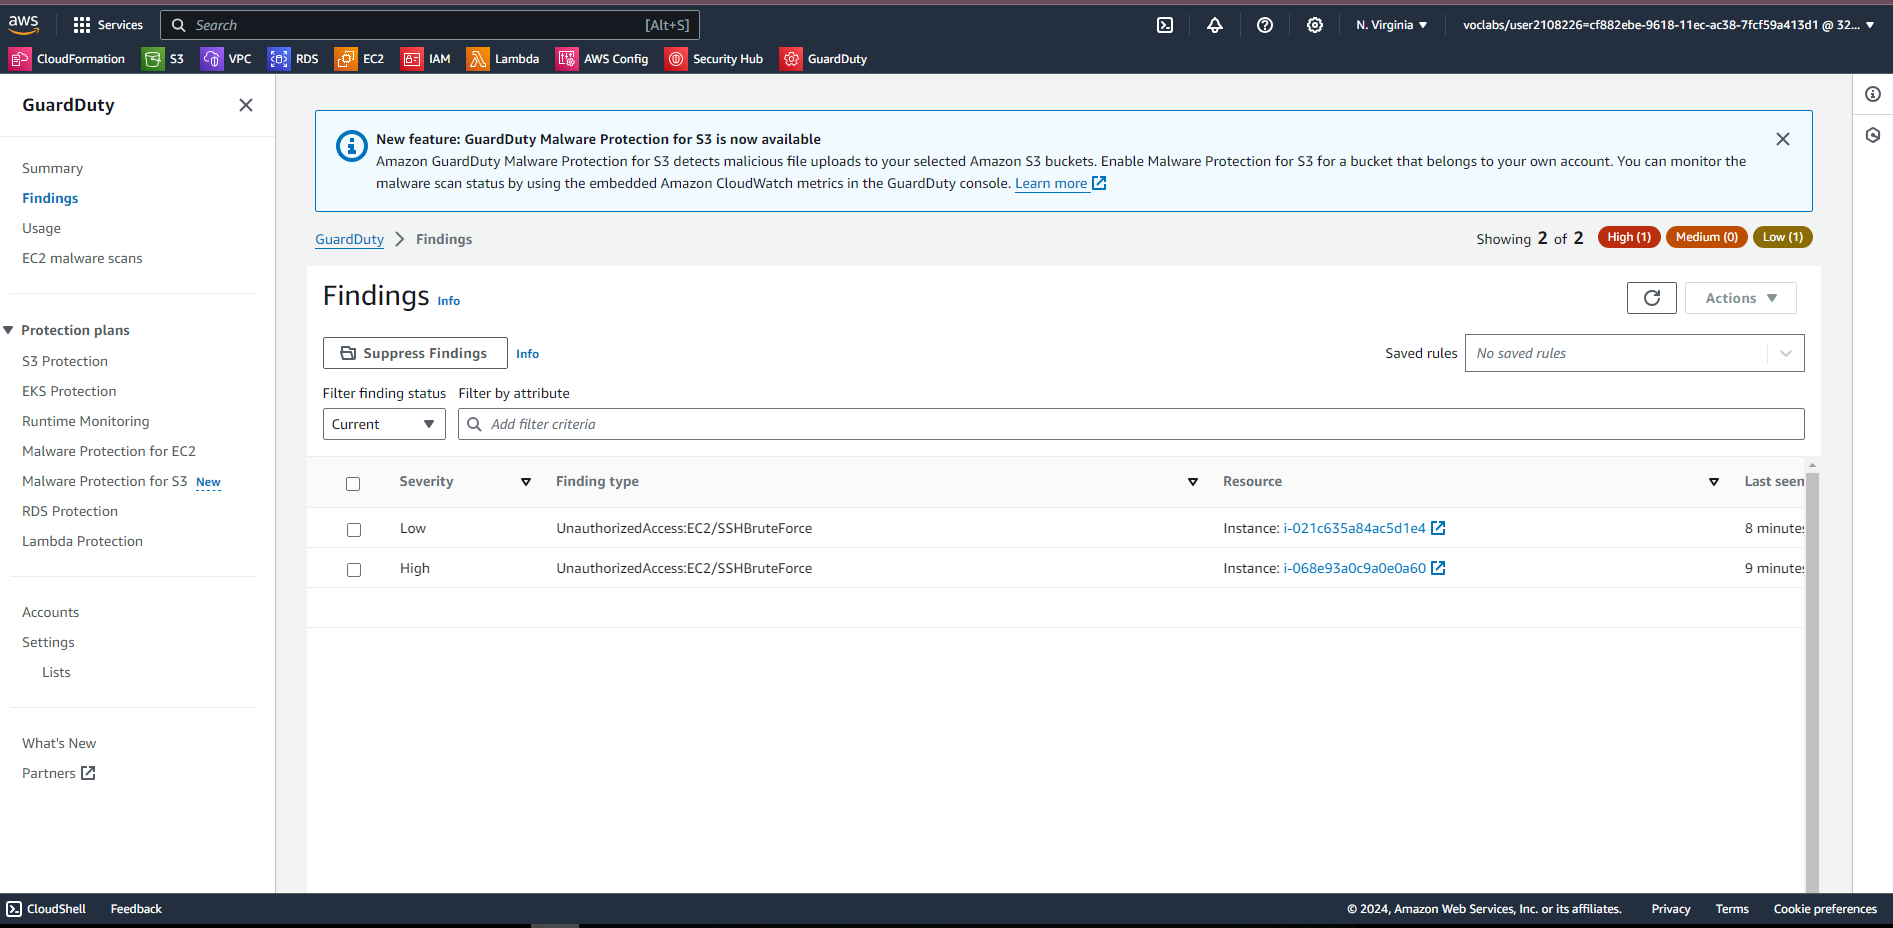 aws Services Search [Alt+S] N. Virginia voclabs/user2108226=cf882ebe-9618-11ec-ac38-7fcf59a413d1 @ 32...
CloudFormation S3 VPC RDS EC2 IAM Lambda AWS Config Security Hub GuardDuty
GuardDuty
Summary
Findings
Usage
EC2 malware scans
Protection plans
S3 Protection
EKS Protection
Runtime Monitoring
Malware Protection for EC2
Malware Protection for S3 New
RDS Protection
Lambda Protection
Accounts
Settings
Lists
What's New
Partners
New feature: GuardDuty Malware Protection for S3 is now available
Amazon GuardDuty Malware Protection for S3 detects malicious file uploads to your selected Amazon S3 buckets. Enable Malware Protection for S3 for a bucket that belongs to your own account. You can monitor the
malware scan status by using the embedded Amazon CloudWatch metrics in the GuardDuty console. Learn more
GuardDuty Findings Showing 2 of 2 High (1) Medium (0) Low (1)
Findings Info Actions
Suppress Findings Info Saved rules No saved rules
Filter finding status Filter by attribute
Current Add filter criteria
Severity Finding type Resource Last seen
Low UnauthorizedAccess:EC2/SSHBruteForce Instance: i-021c635a84ac5d1e4 8 minutes
High UnauthorizedAccess:EC2/SSHBruteForce Instance: i-068e93a0c9a0e0a60 9 minutes
CloudShell Feedback © 2024, Amazon Web Services, Inc. or its affiliates. Privacy Terms Cookie preferences